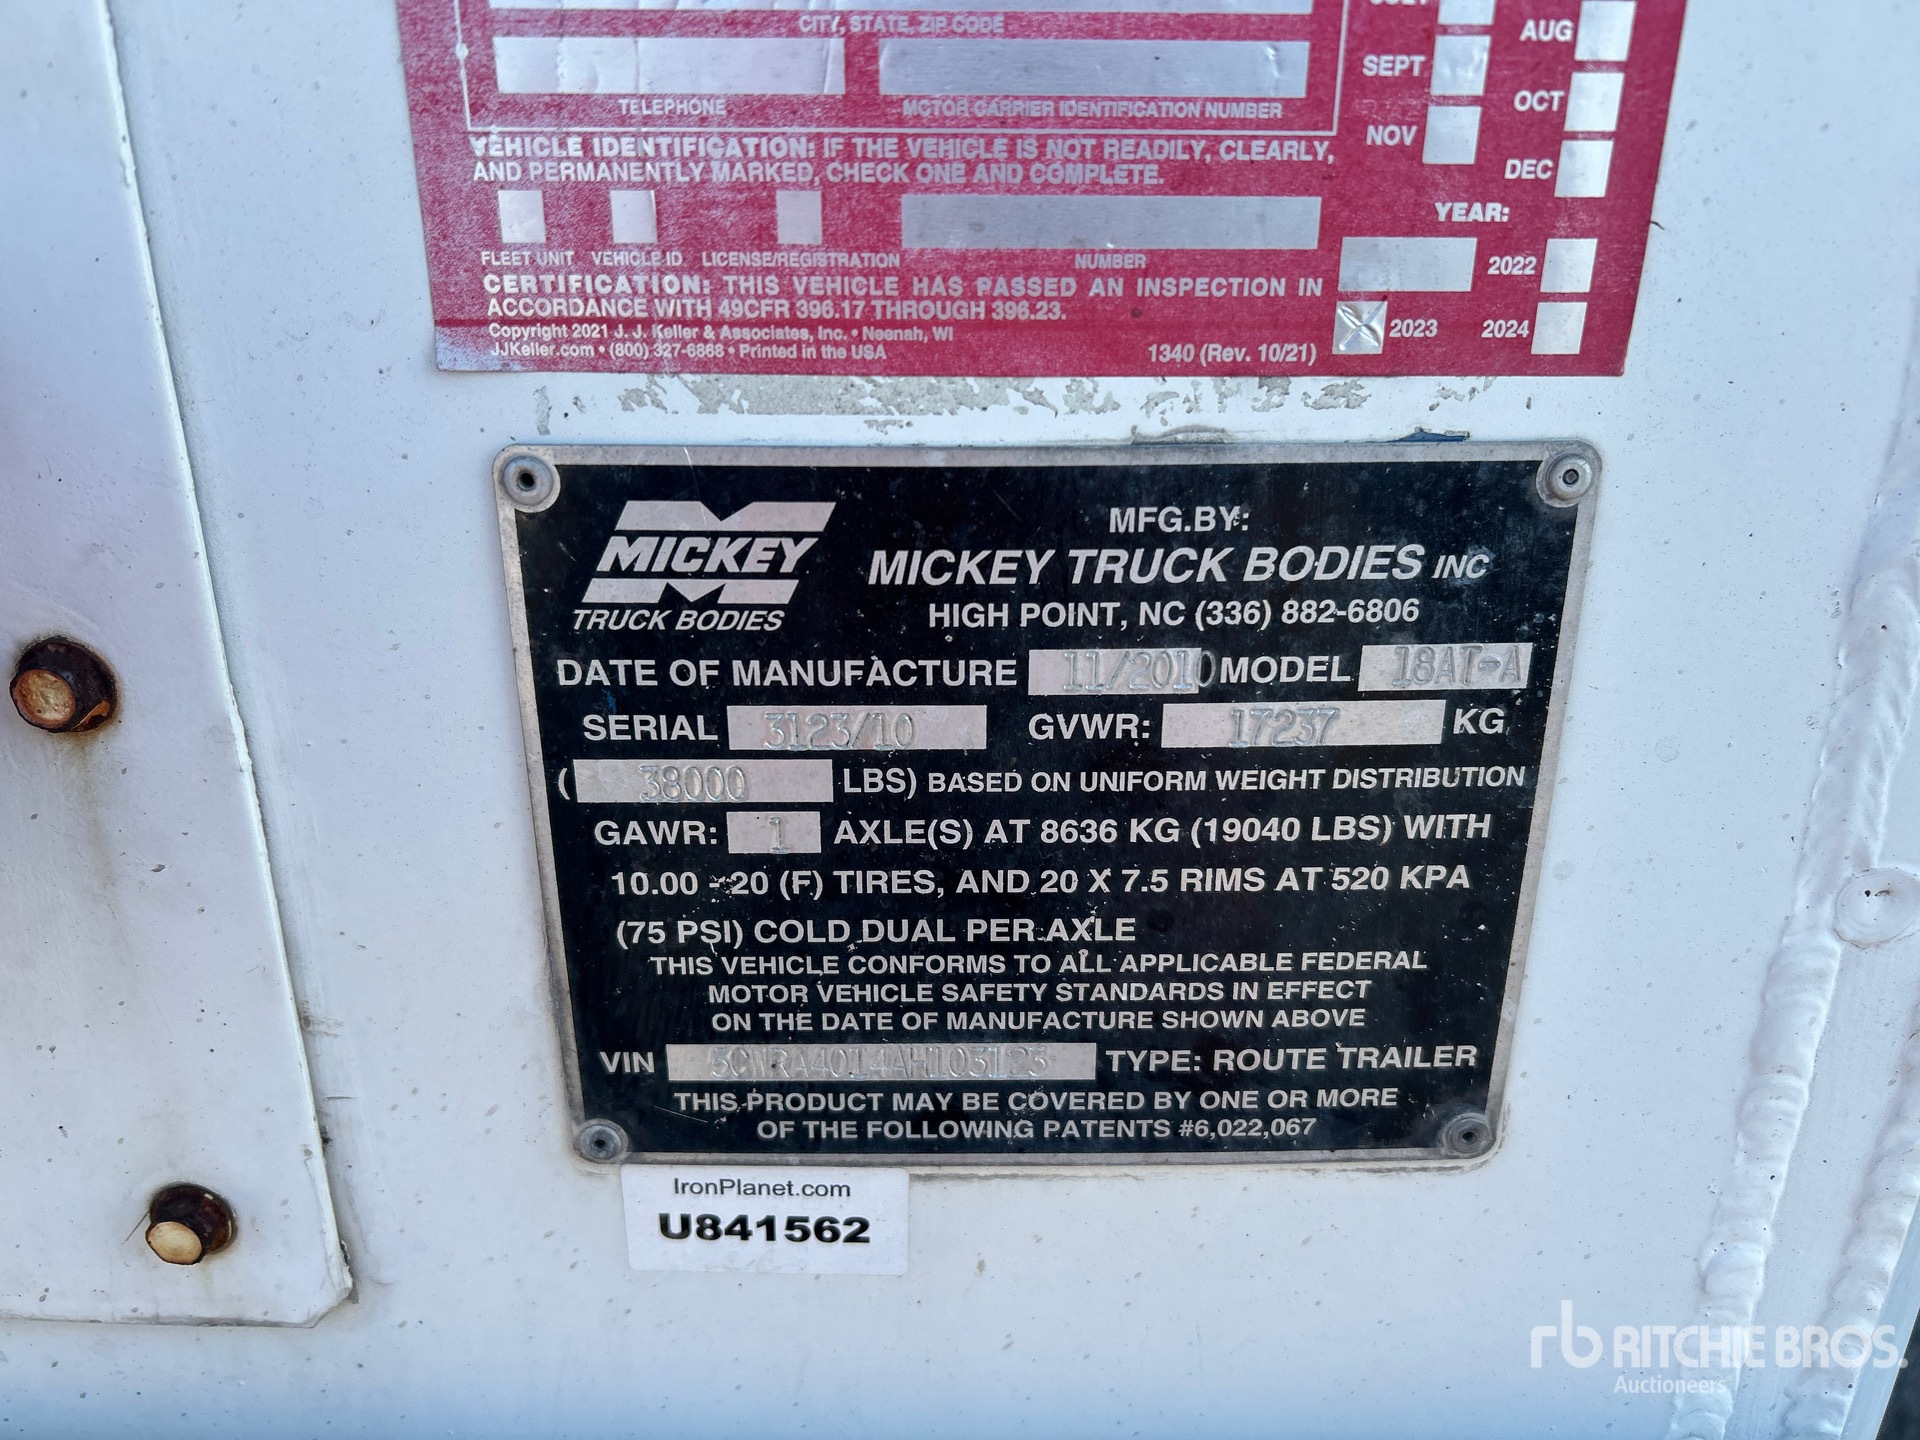 CITY, STATE, ZIP CODE
TELEPHONE MOTOR CARRIER IDENTIFICATION NUMBER
VEHICLE IDENTIFICATION: IF THE VEHICLE IS NOT READILY, CLEARLY,
AND PERMANENTLY MARKED, CHECK ONE AND COMPLETE.
FLEET UNIT VEHICLE ID LICENSE/REGISTRATION NUMBER
CERTIFICATION: THIS VEHICLE HAS PASSED AN INSPECTION IN
ACCORDANCE WITH 49CFR 396.17 THROUGH 396.23.
Copyright 2021 J. J. Keller & Associates, Inc. • Neenah, WI
JJKeller.com • (800) 327-6868 • Printed in the USA
1340 (Rev. 10/21)
AUG
SEPT
OCT
NOV
DEC
YEAR:
2022
X 2023 2024
MICKEY
TRUCK BODIES
MFG.BY:
MICKEY TRUCK BODIES INC
HIGH POINT, NC (336) 882-6806
DATE OF MANUFACTURE 11/2010 MODEL 18AT-A
SERIAL 3123/10 GVWR: 17237 KG
( 38000 LBS) BASED ON UNIFORM WEIGHT DISTRIBUTION
GAWR: 1 AXLE(S) AT 8636 KG (19040 LBS) WITH
10.00 - 20 (F) TIRES, AND 20 X 7.5 RIMS AT 520 KPA
(75 PSI) COLD DUAL PER AXLE
THIS VEHICLE CONFORMS TO ALL APPLICABLE FEDERAL
MOTOR VEHICLE SAFETY STANDARDS IN EFFECT
ON THE DATE OF MANUFACTURE SHOWN ABOVE
VIN 5CWRA4014AH103123 TYPE: ROUTE TRAILER
THIS PRODUCT MAY BE COVERED BY ONE OR MORE
OF THE FOLLOWING PATENTS #6,022,067
IronPlanet.com
U841562
rb RITCHIE BROS.
Auctioneers